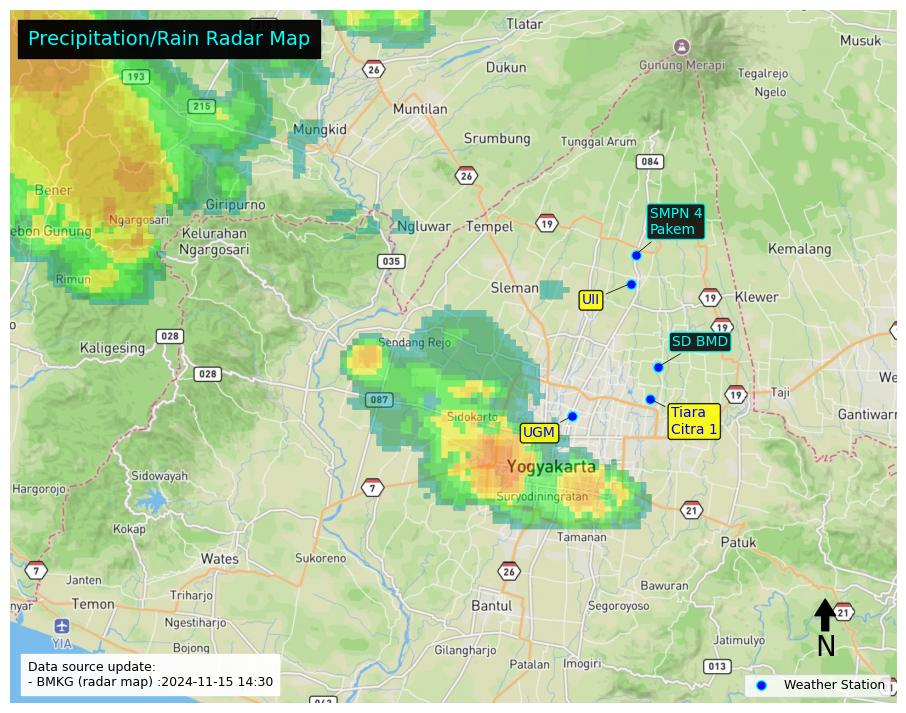 Precipitation/Rain Radar Map
Tlatar
Musuk
Gunung Merapi
26
Dukun
193
Tegalrejo
Ngelo
215
Muntilan
Mungkid
Srumbung
Tunggal Arum
084
26
Bener
Giripurno
Ngargosari
SMPN 4
Pakem
ebon Gunung
Kelurahan
Ngargosari
Ngluwar
Tempel
19
Kemalang
035
Rimun
Sleman
UII
19
Klewer
19
028
Kaligesing
Sendang Rejo
SD BMD
028
087
19
Taji
We
Sidokarto
Tiara
Citra 1
Gantiwarn
UGM
Yogyakarta
Sidowayah
Hargorojo
7
Suryodiningratan
21
Kokap
Tamanan
Patuk
Wates
Sukoreno
7
26
Janten
Bawuran
nyar
Temon
Triharjo
Bantul
Segoroyoso
21
Ngestiharjo
YIA
N
Bojong
Gilangharjo
Jatimulyo
Patalan
Imogiri
013
Data source update:
- BMKG (radar map) :2024-11-15 14:30
Weather Station